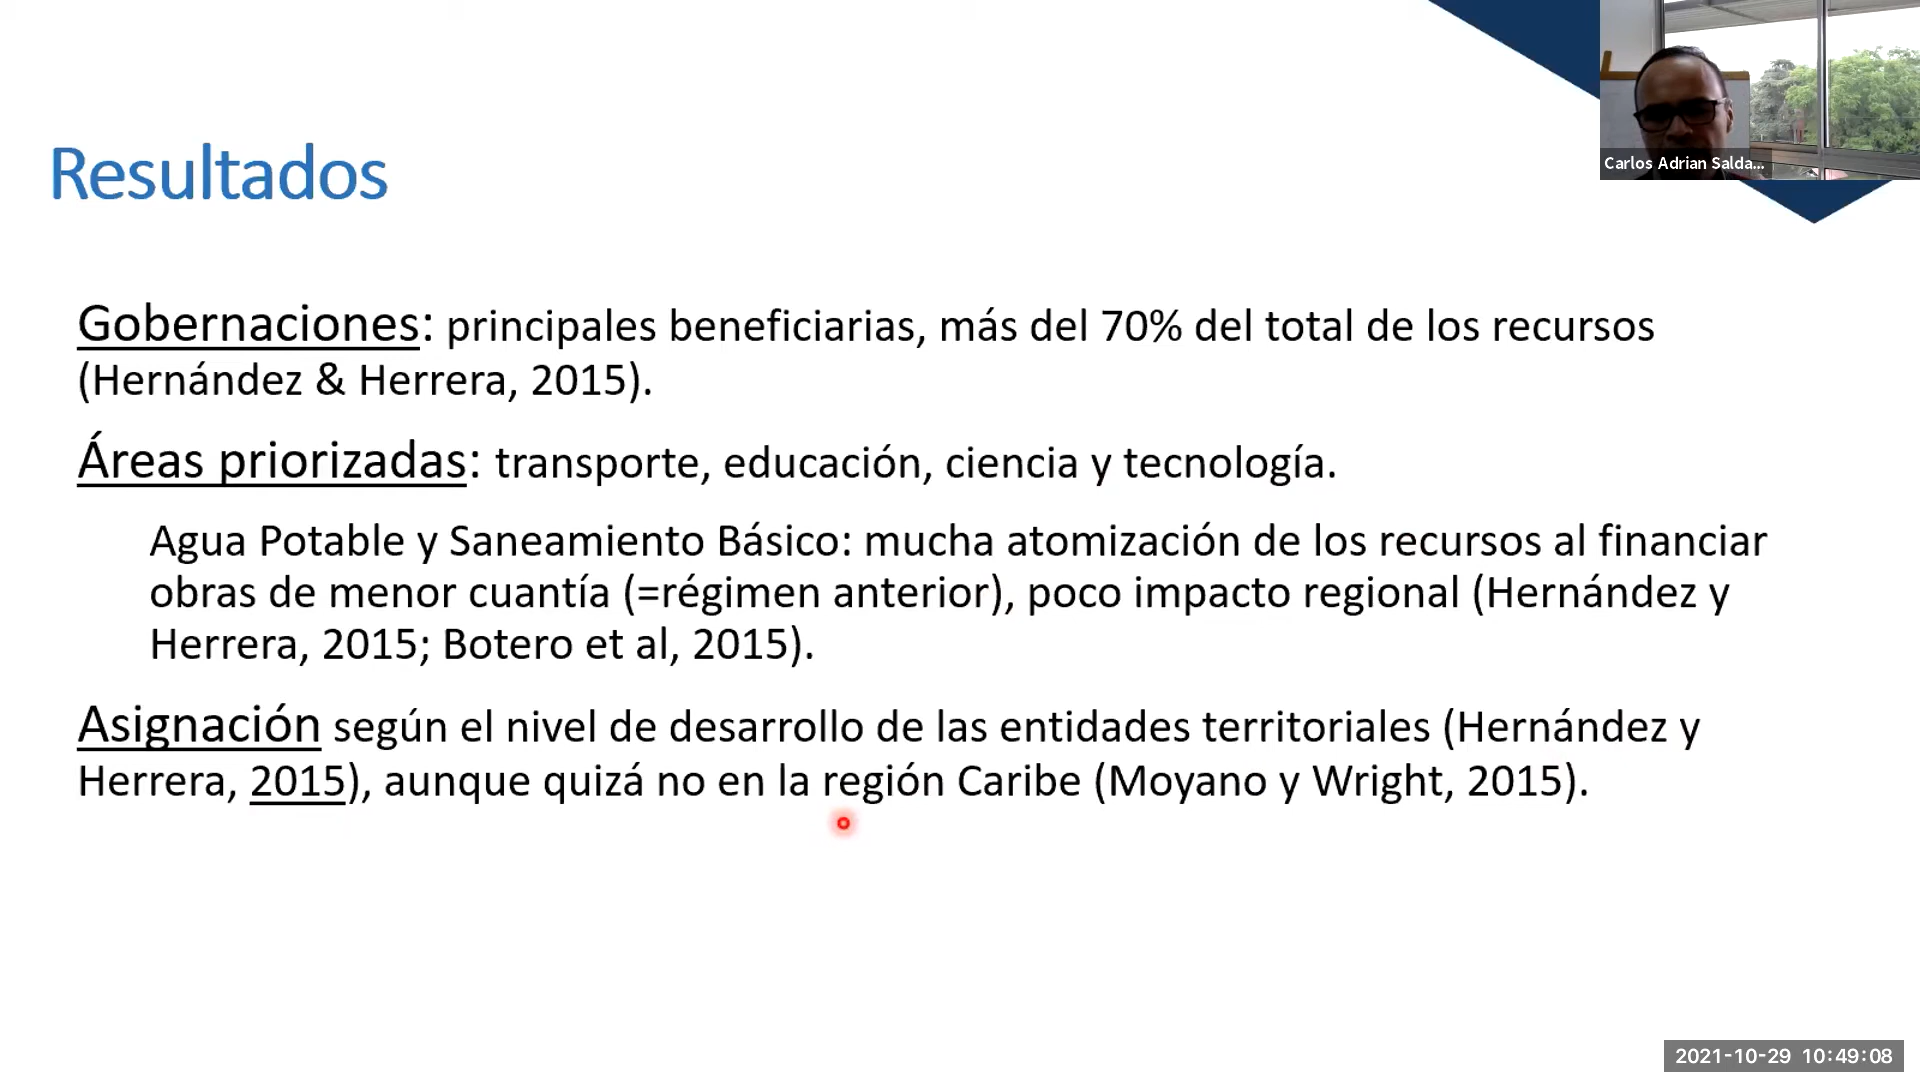 Carlos Adrian Salda...
Resultados
Gobernaciones: principales beneficiarias, más del 70% del total de los recursos
(Hernández & Herrera, 2015).
Áreas priorizadas: transporte, educación, ciencia y tecnología.
Agua Potable y Saneamiento Básico: mucha atomización de los recursos al financiar
obras de menor cuantía (=régimen anterior), poco impacto regional (Hernández y
Herrera, 2015; Botero et al, 2015).
Asignación según el nivel de desarrollo de las entidades territoriales (Hernández y
Herrera, 2015), aunque quizá no en la región Caribe (Moyano y Wright, 2015).
2021-10-29 10:49:08